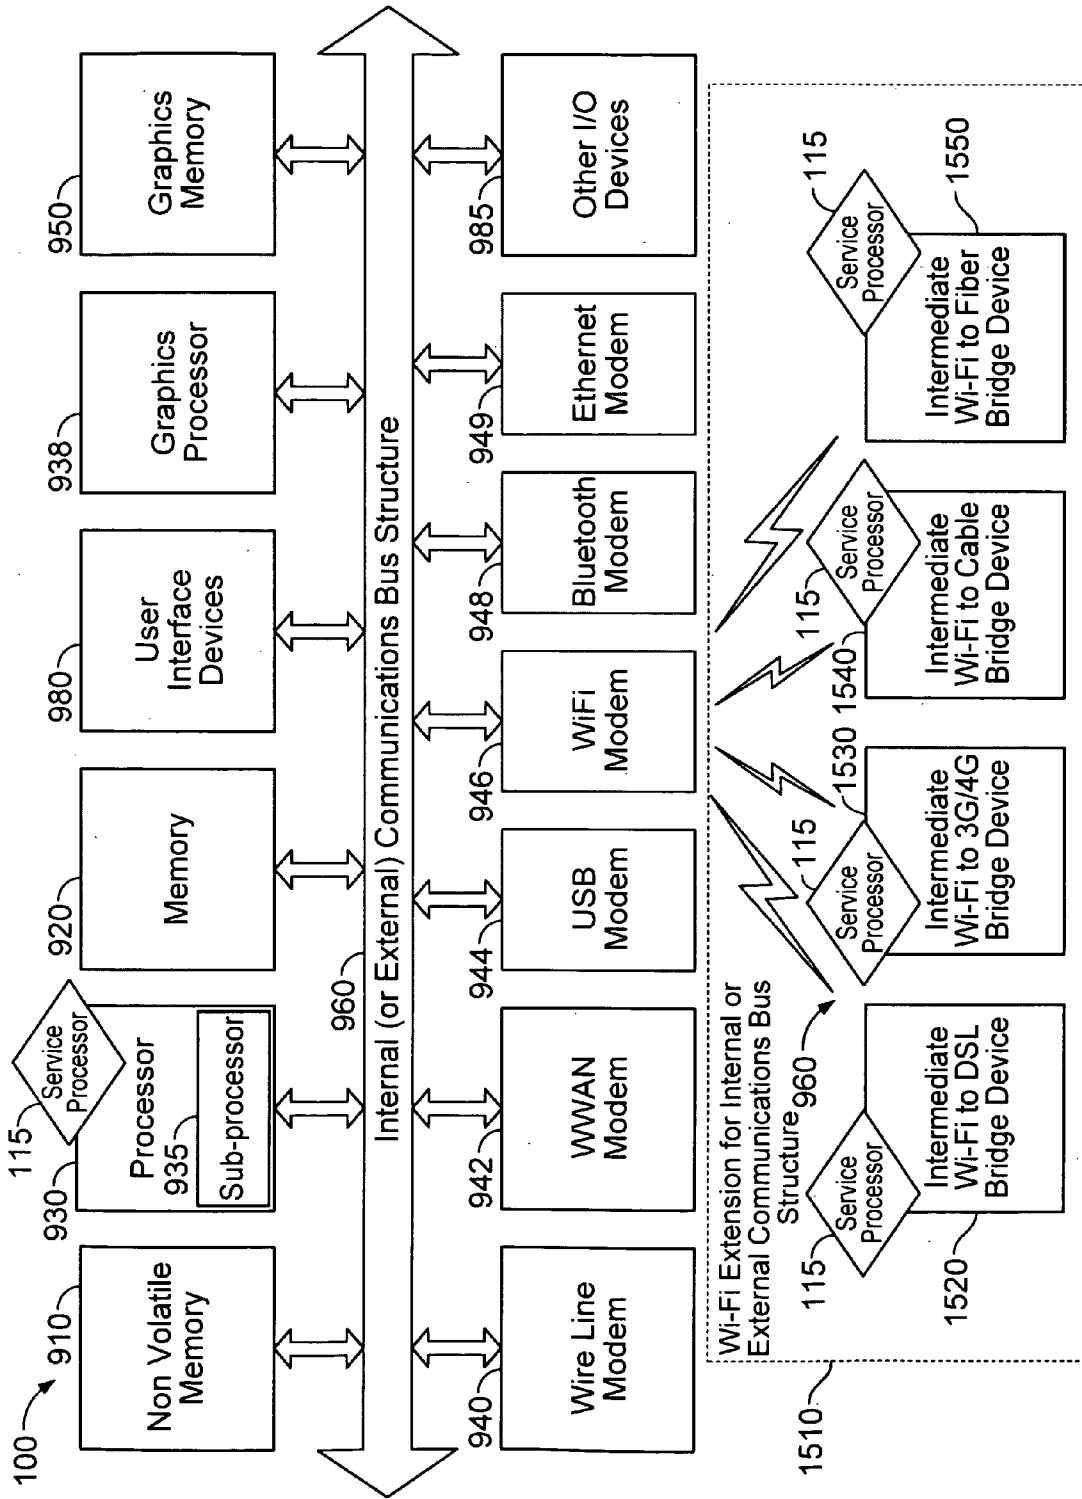 100
910
Non Volatile
Memory
930
115
Service
Processor
Processor
935
Sub-processor
920
Memory
980
User
Interface
Devices
938
Graphics
Processor
950
Graphics
Memory
960
Internal (or External) Communications Bus Structure
940
Wire Line
Modem
942
WWAN
Modem
944
USB
Modem
946
WiFi
Modem
948
Bluetooth
Modem
949
Ethernet
Modem
985
Other I/O
Devices
1510
Wi-Fi Extension for Internal or
External Communications Bus
Structure
960
115
Service
Processor
1520
Intermediate
Wi-Fi to DSL
Bridge Device
115
Service
Processor
1530
Intermediate
Wi-Fi to 3G/4G
Bridge Device
115
Service
Processor
1540
Intermediate
Wi-Fi to Cable
Bridge Device
115
Service
Processor
1550
Intermediate
Wi-Fi to Fiber
Bridge Device